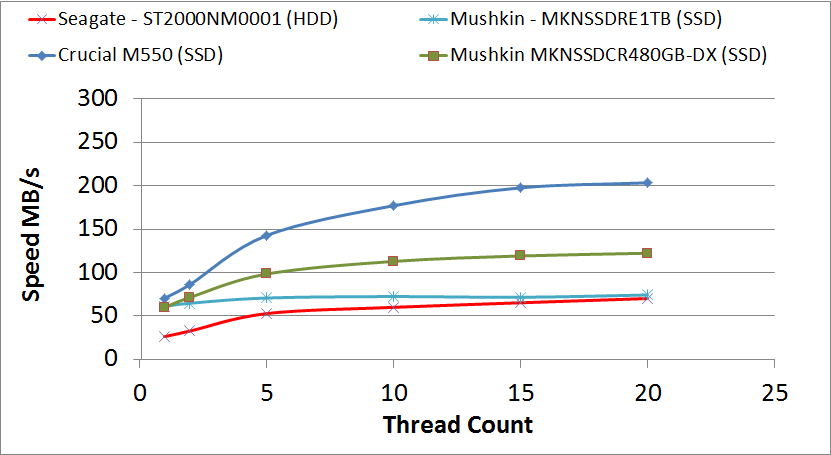 Seagate - ST2000NM0001 (HDD)
Mushkin - MKNSSDRE1TB (SSD)
Crucial M550 (SSD)
Mushkin MKNSSDCR480GB-DX (SSD)
300
250
200
150
100
50
0
Speed MB/s
0 5 10 15 20 25
Thread Count